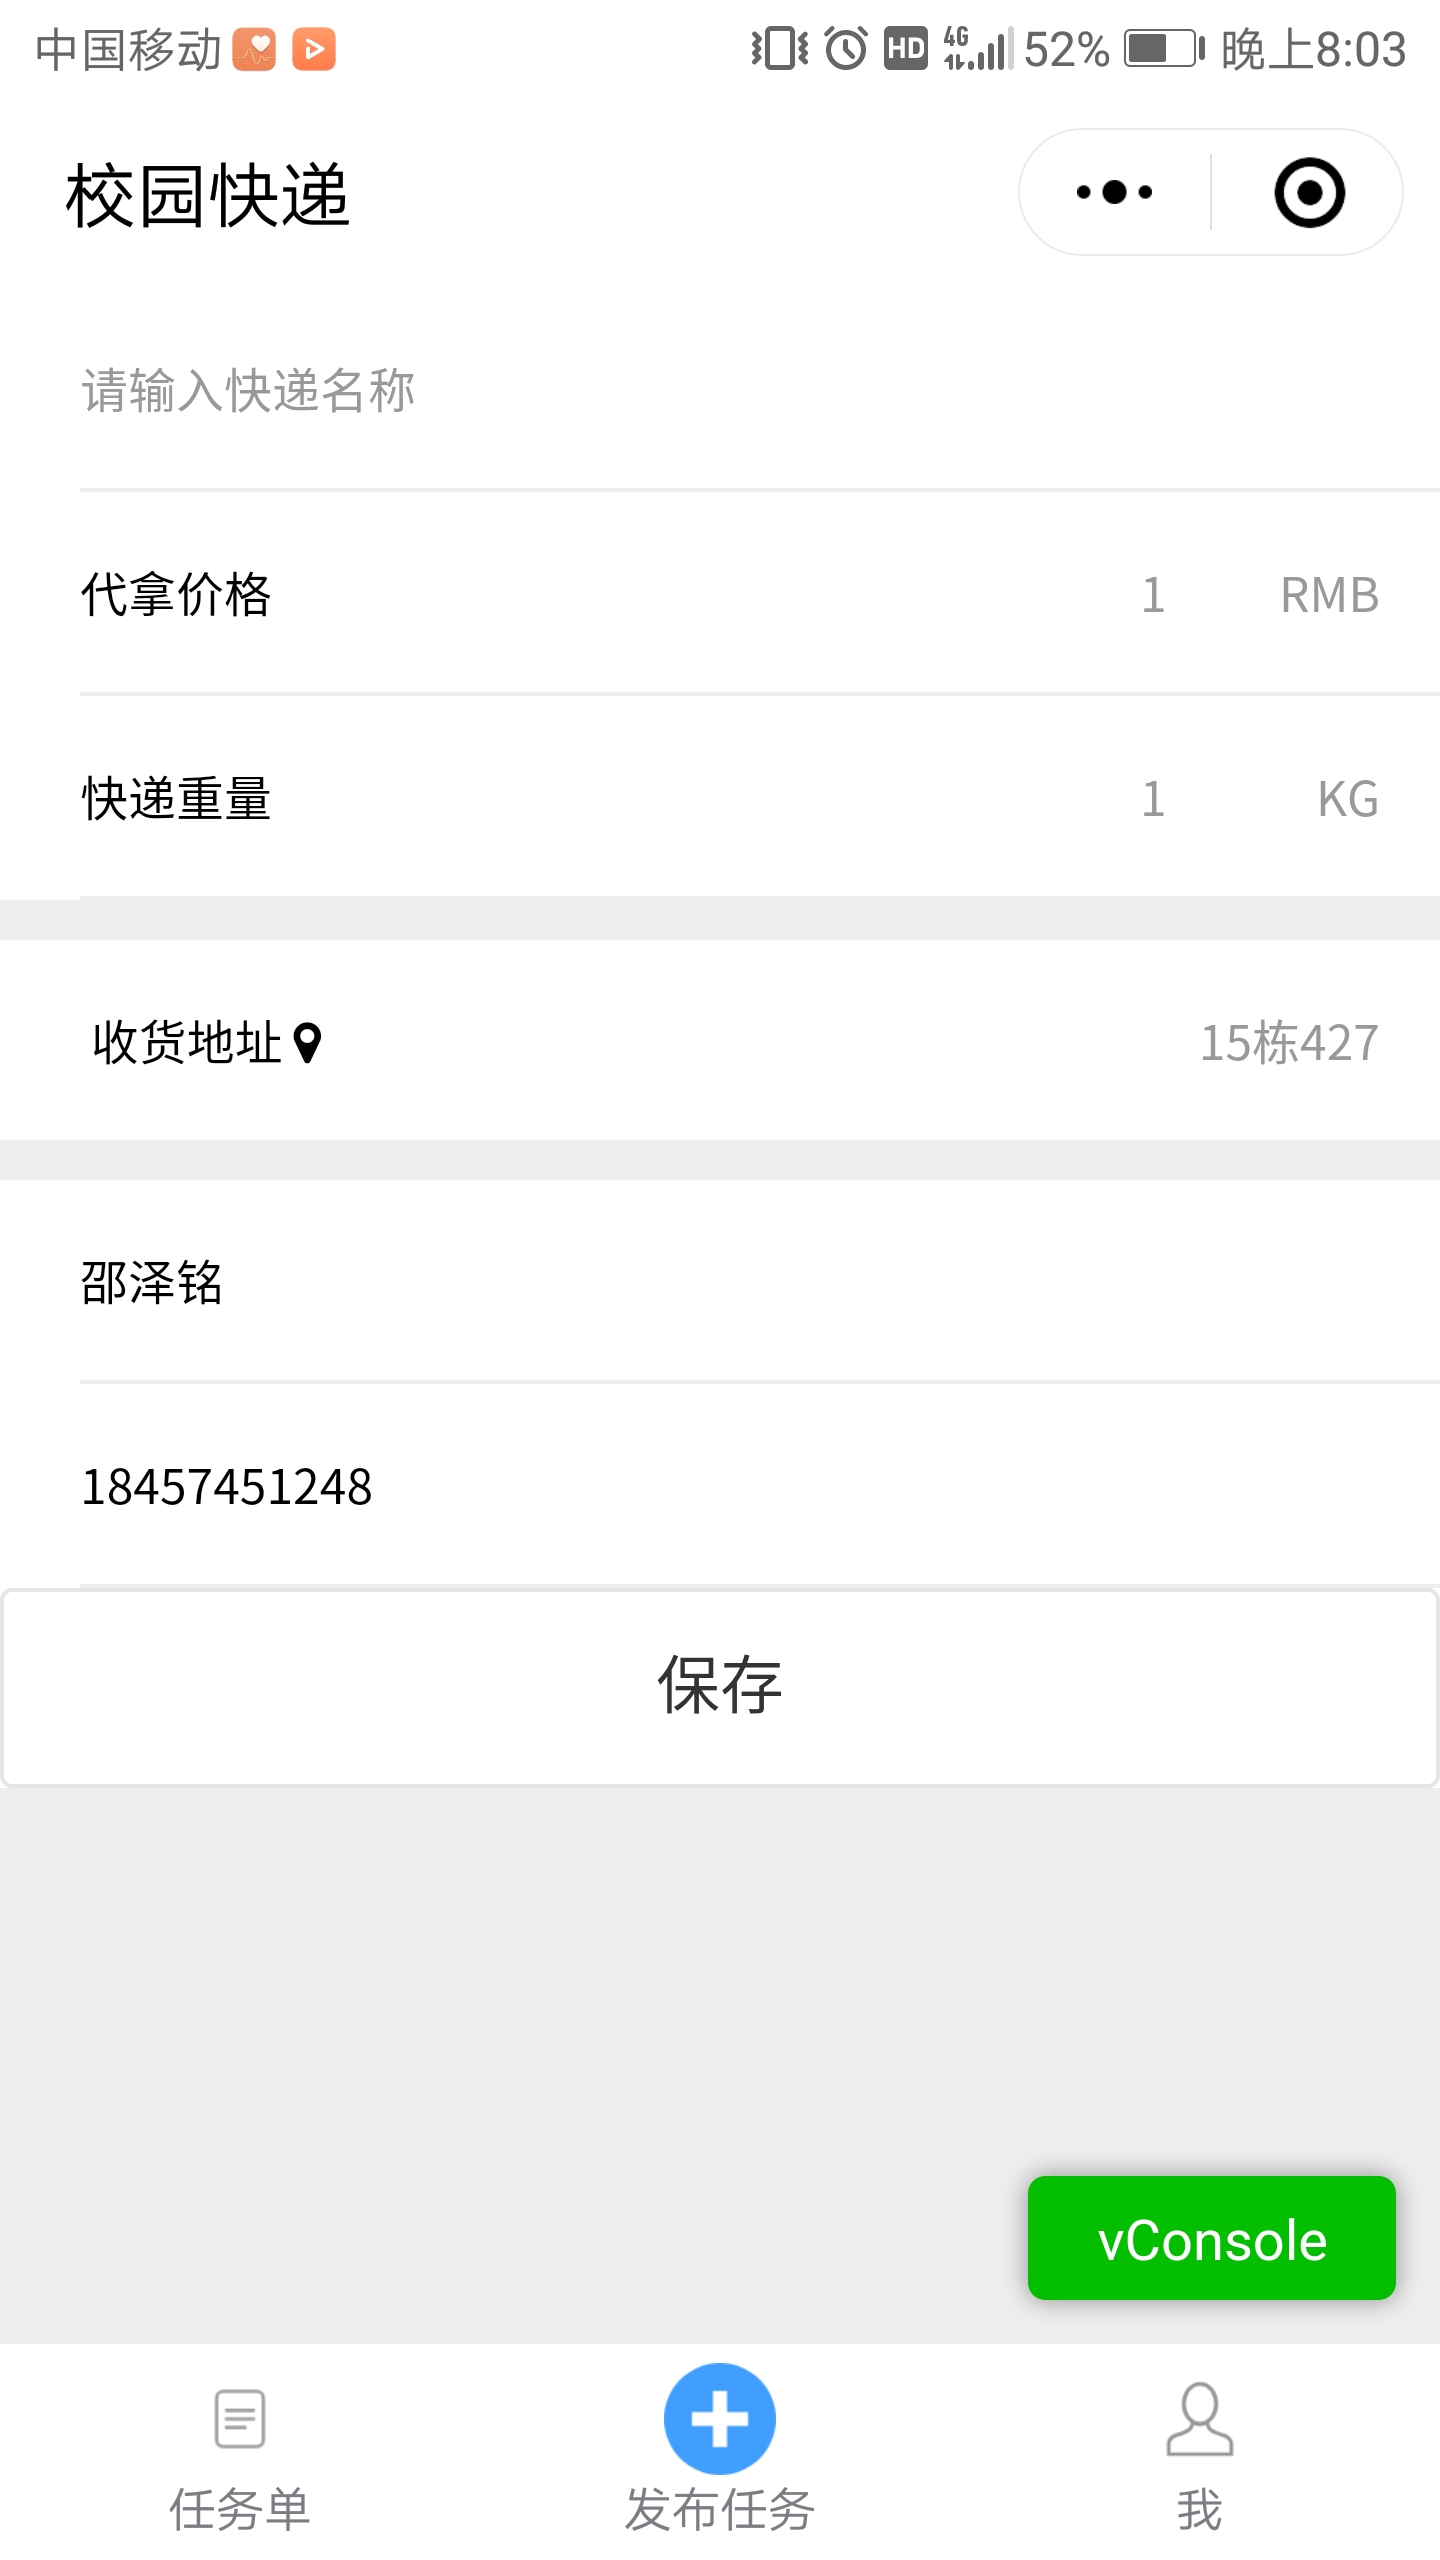 中国移动 HD 4G 52% 晚上8:03
校园快递
请输入快递名称
代拿价格 1 RMB
快递重量 1 KG
收货地址 15栋427
邵泽铭
18457451248
保存
vConsole
任务单 发布任务 我